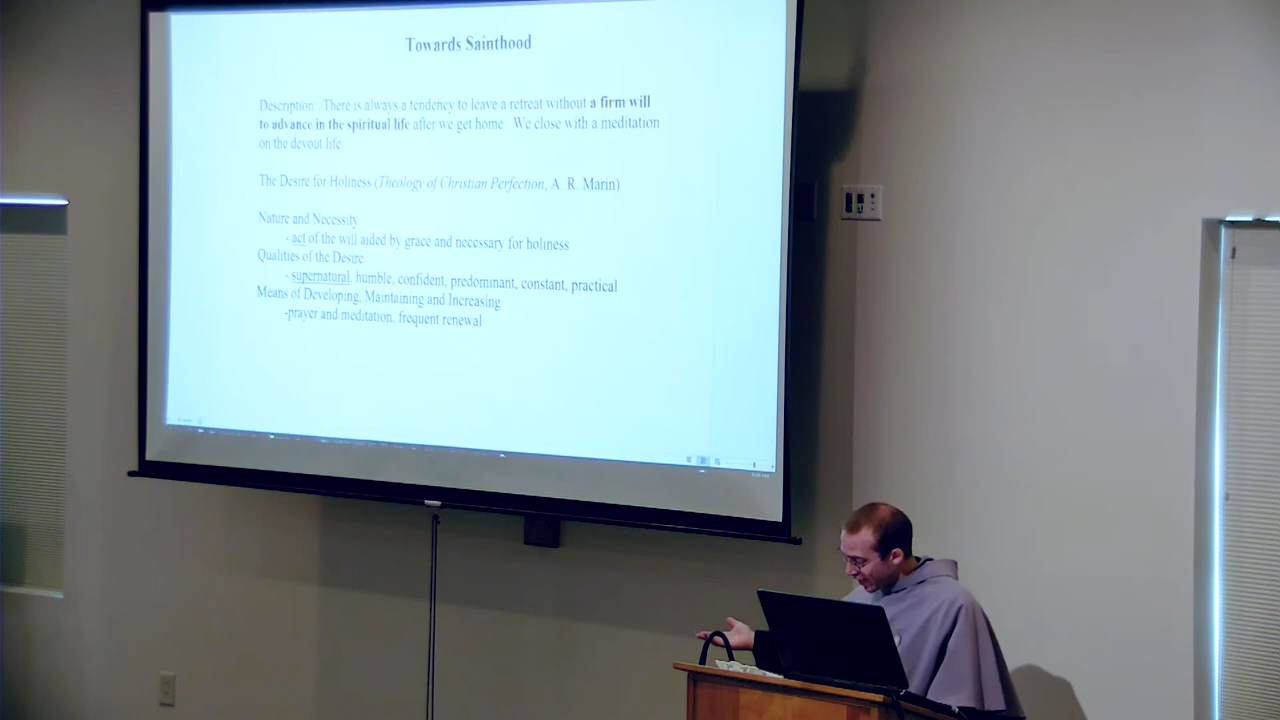 Towards Sainthood
Description: There is always a tendency to leave a retreat without a firm will
to advance in the spiritual life after we get home. We close with a meditation
on the devout life
The Desire for Holiness (Theology of Christian Perfection, A. R. Marin)
Nature and Necessity
- act of the will aided by grace and necessary for holiness
Qualities of the Desire
- supernatural, humble, confident, predominant, constant, practical
Means of Developing, Maintaining and Increasing
-prayer and meditation, frequent renewal